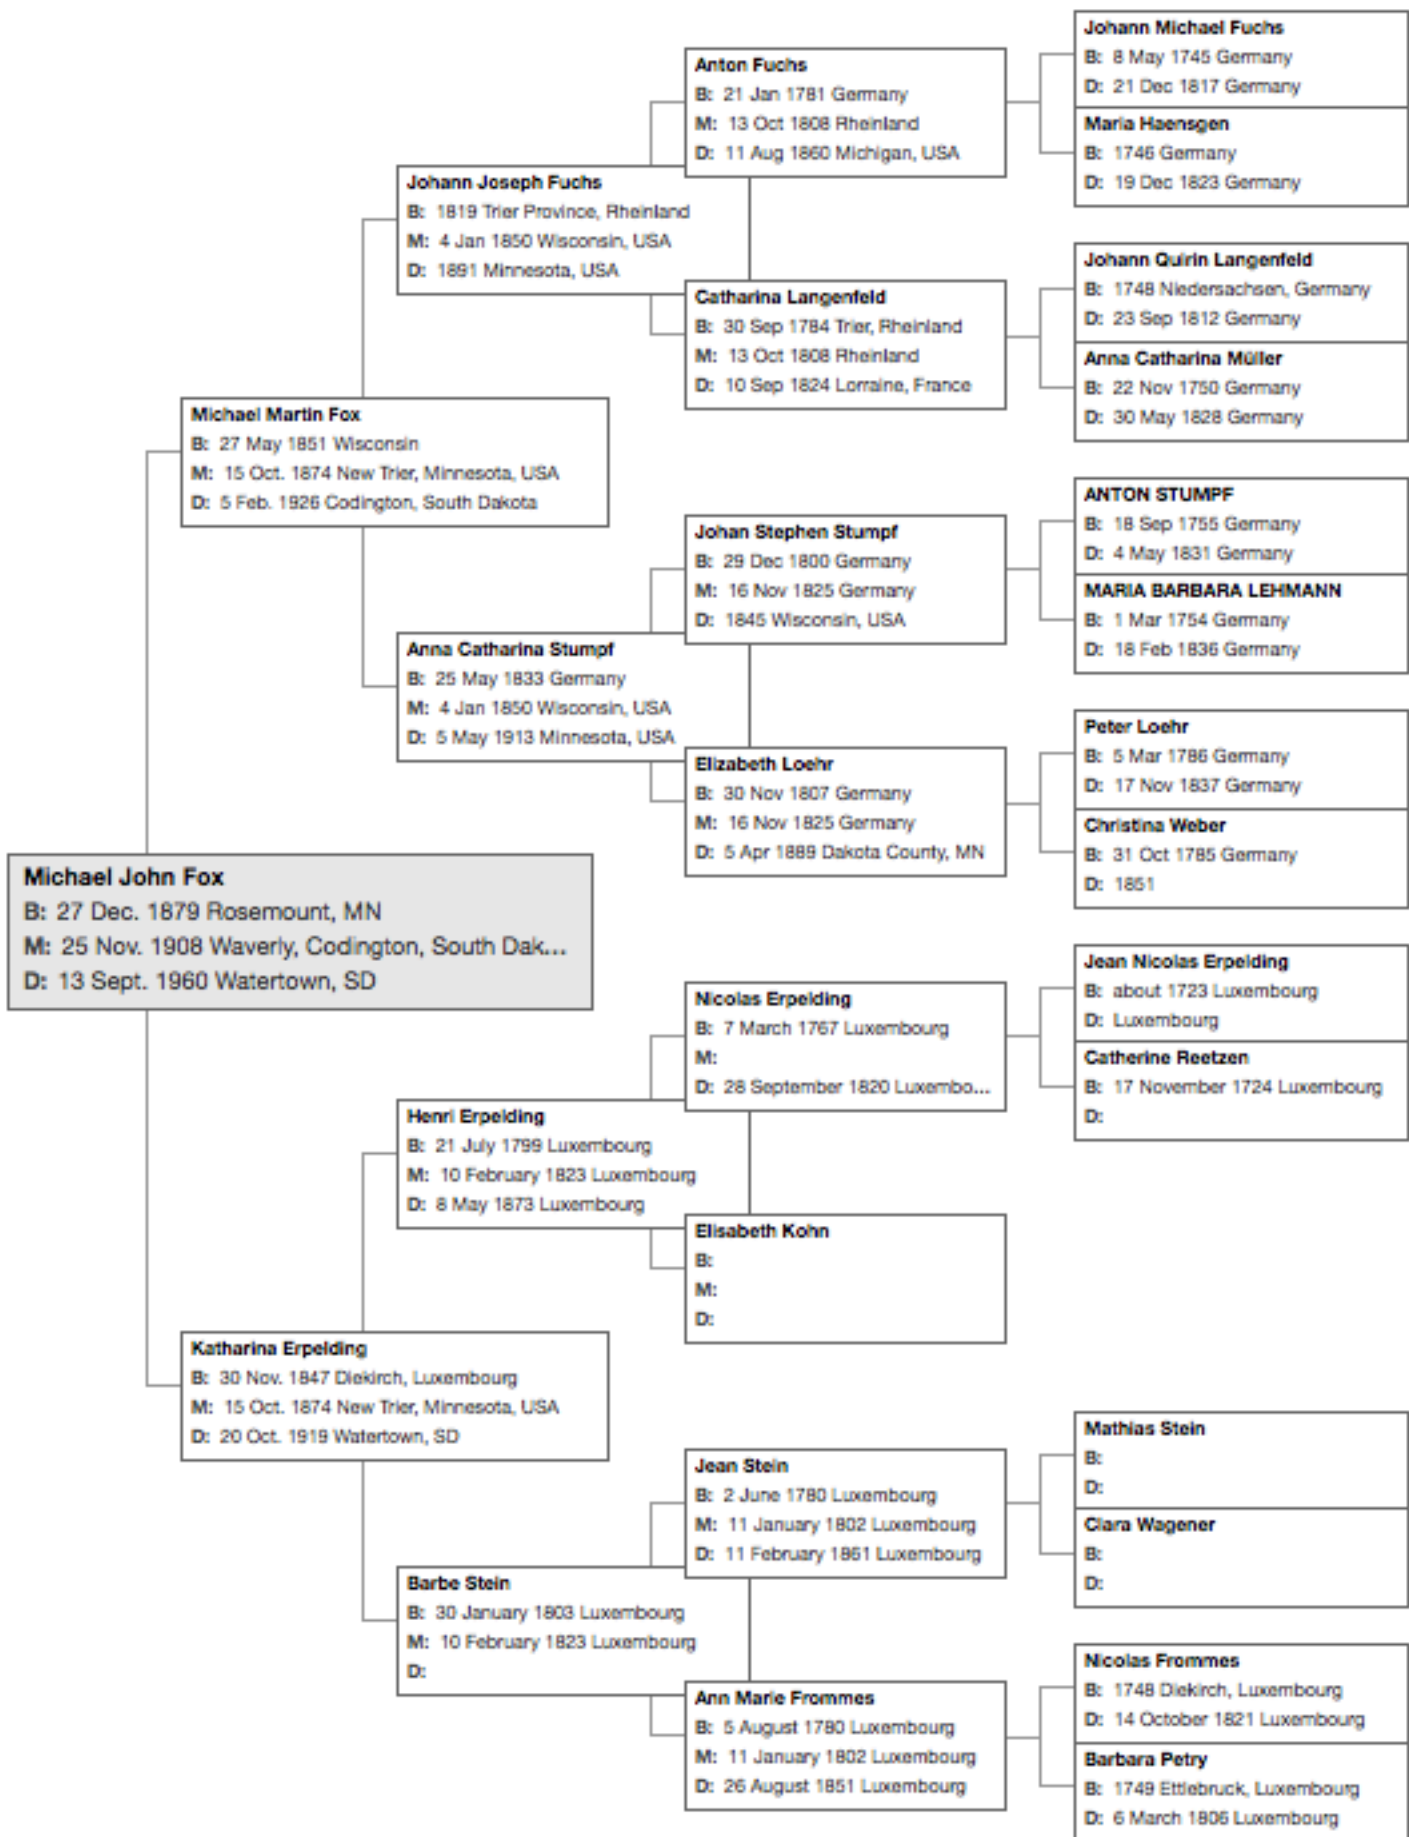 Johann Michael Fuchs
B: 8 May 1745 Germany
D: 21 Dec 1817 Germany
Maria Haensgen
B: 1746 Germany
D: 19 Dec 1823 Germany
Anton Fuchs
B: 21 Jan 1781 Germany
M: 13 Oct 1808 Rheinland
D: 11 Aug 1860 Michigan, USA
Johann Joseph Fuchs
B: 1819 Trier Province, Rheinland
M: 4 Jan 1850 Wisconsin, USA
D: 1891 Minnesota, USA
Johann Quirin Langenfeld
B: 1748 Niedersachsen, Germany
D: 23 Sep 1812 Germany
Anna Catharina Müller
B: 22 Nov 1750 Germany
D: 30 May 1828 Germany
Catharina Langenfeld
B: 30 Sep 1784 Trier, Rheinland
M: 13 Oct 1808 Rheinland
D: 10 Sep 1824 Lorraine, France
Michael Martin Fox
B: 27 May 1851 Wisconsin
M: 15 Oct. 1874 New Trier, Minnesota, USA
D: 5 Feb. 1926 Codington, South Dakota
ANTON STUMPF
B: 18 Sep 1755 Germany
D: 4 May 1831 Germany
MARIA BARBARA LEHMANN
B: 1 Mar 1754 Germany
D: 18 Feb 1836 Germany
Johan Stephen Stumpf
B: 29 Dec 1800 Germany
M: 16 Nov 1825 Germany
D: 1845 Wisconsin, USA
Anna Catharina Stumpf
B: 25 May 1833 Germany
M: 4 Jan 1850 Wisconsin, USA
D: 5 May 1913 Minnesota, USA
Peter Loehr
B: 5 Mar 1786 Germany
D: 17 Nov 1837 Germany
Christina Weber
B: 31 Oct 1785 Germany
D: 1851
Elizabeth Loehr
B: 30 Nov 1807 Germany
M: 16 Nov 1825 Germany
D: 5 Apr 1889 Dakota County, MN
Michael John Fox
B: 27 Dec. 1879 Rosemount, MN
M: 25 Nov. 1908 Waverly, Codington, South Dak...
D: 13 Sept. 1960 Watertown, SD
Jean Nicolas Erpelding
B: about 1723 Luxembourg
D: Luxembourg
Catherine Reetzen
B: 17 November 1724 Luxembourg
D:
Nicolas Erpelding
B: 7 March 1767 Luxembourg
M:
D: 28 September 1820 Luxembo...
Henri Erpelding
B: 21 July 1799 Luxembourg
M: 10 February 1823 Luxembourg
D: 8 May 1873 Luxembourg
Elisabeth Kohn
B:
M:
D:
Katharina Erpelding
B: 30 Nov. 1847 Diekirch, Luxembourg
M: 15 Oct. 1874 New Trier, Minnesota, USA
D: 20 Oct. 1919 Watertown, SD
Mathias Stein
B:
D:
Clara Wagener
B:
D:
Jean Stein
B: 2 June 1780 Luxembourg
M: 11 January 1802 Luxembourg
D: 11 February 1861 Luxembourg
Barbe Stein
B: 30 January 1803 Luxembourg
M: 10 February 1823 Luxembourg
D:
Nicolas Frommes
B: 1748 Diekirch, Luxembourg
D: 14 October 1821 Luxembourg
Barbara Petry
B: 1749 Ettlebruck, Luxembourg
D: 6 March 1806 Luxembourg
Ann Marie Frommes
B: 5 August 1780 Luxembourg
M: 11 January 1802 Luxembourg
D: 26 August 1851 Luxembourg